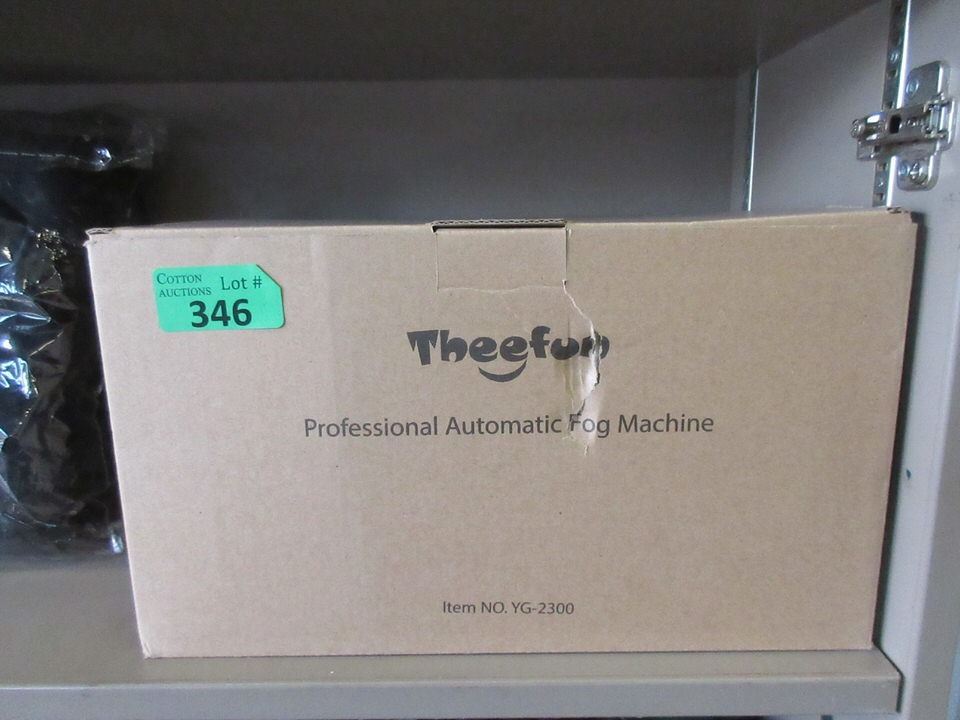 COTTON
AUCTIONS Lot #
346
Theefun
Professional Automatic Fog Machine
Item NO. YG-2300